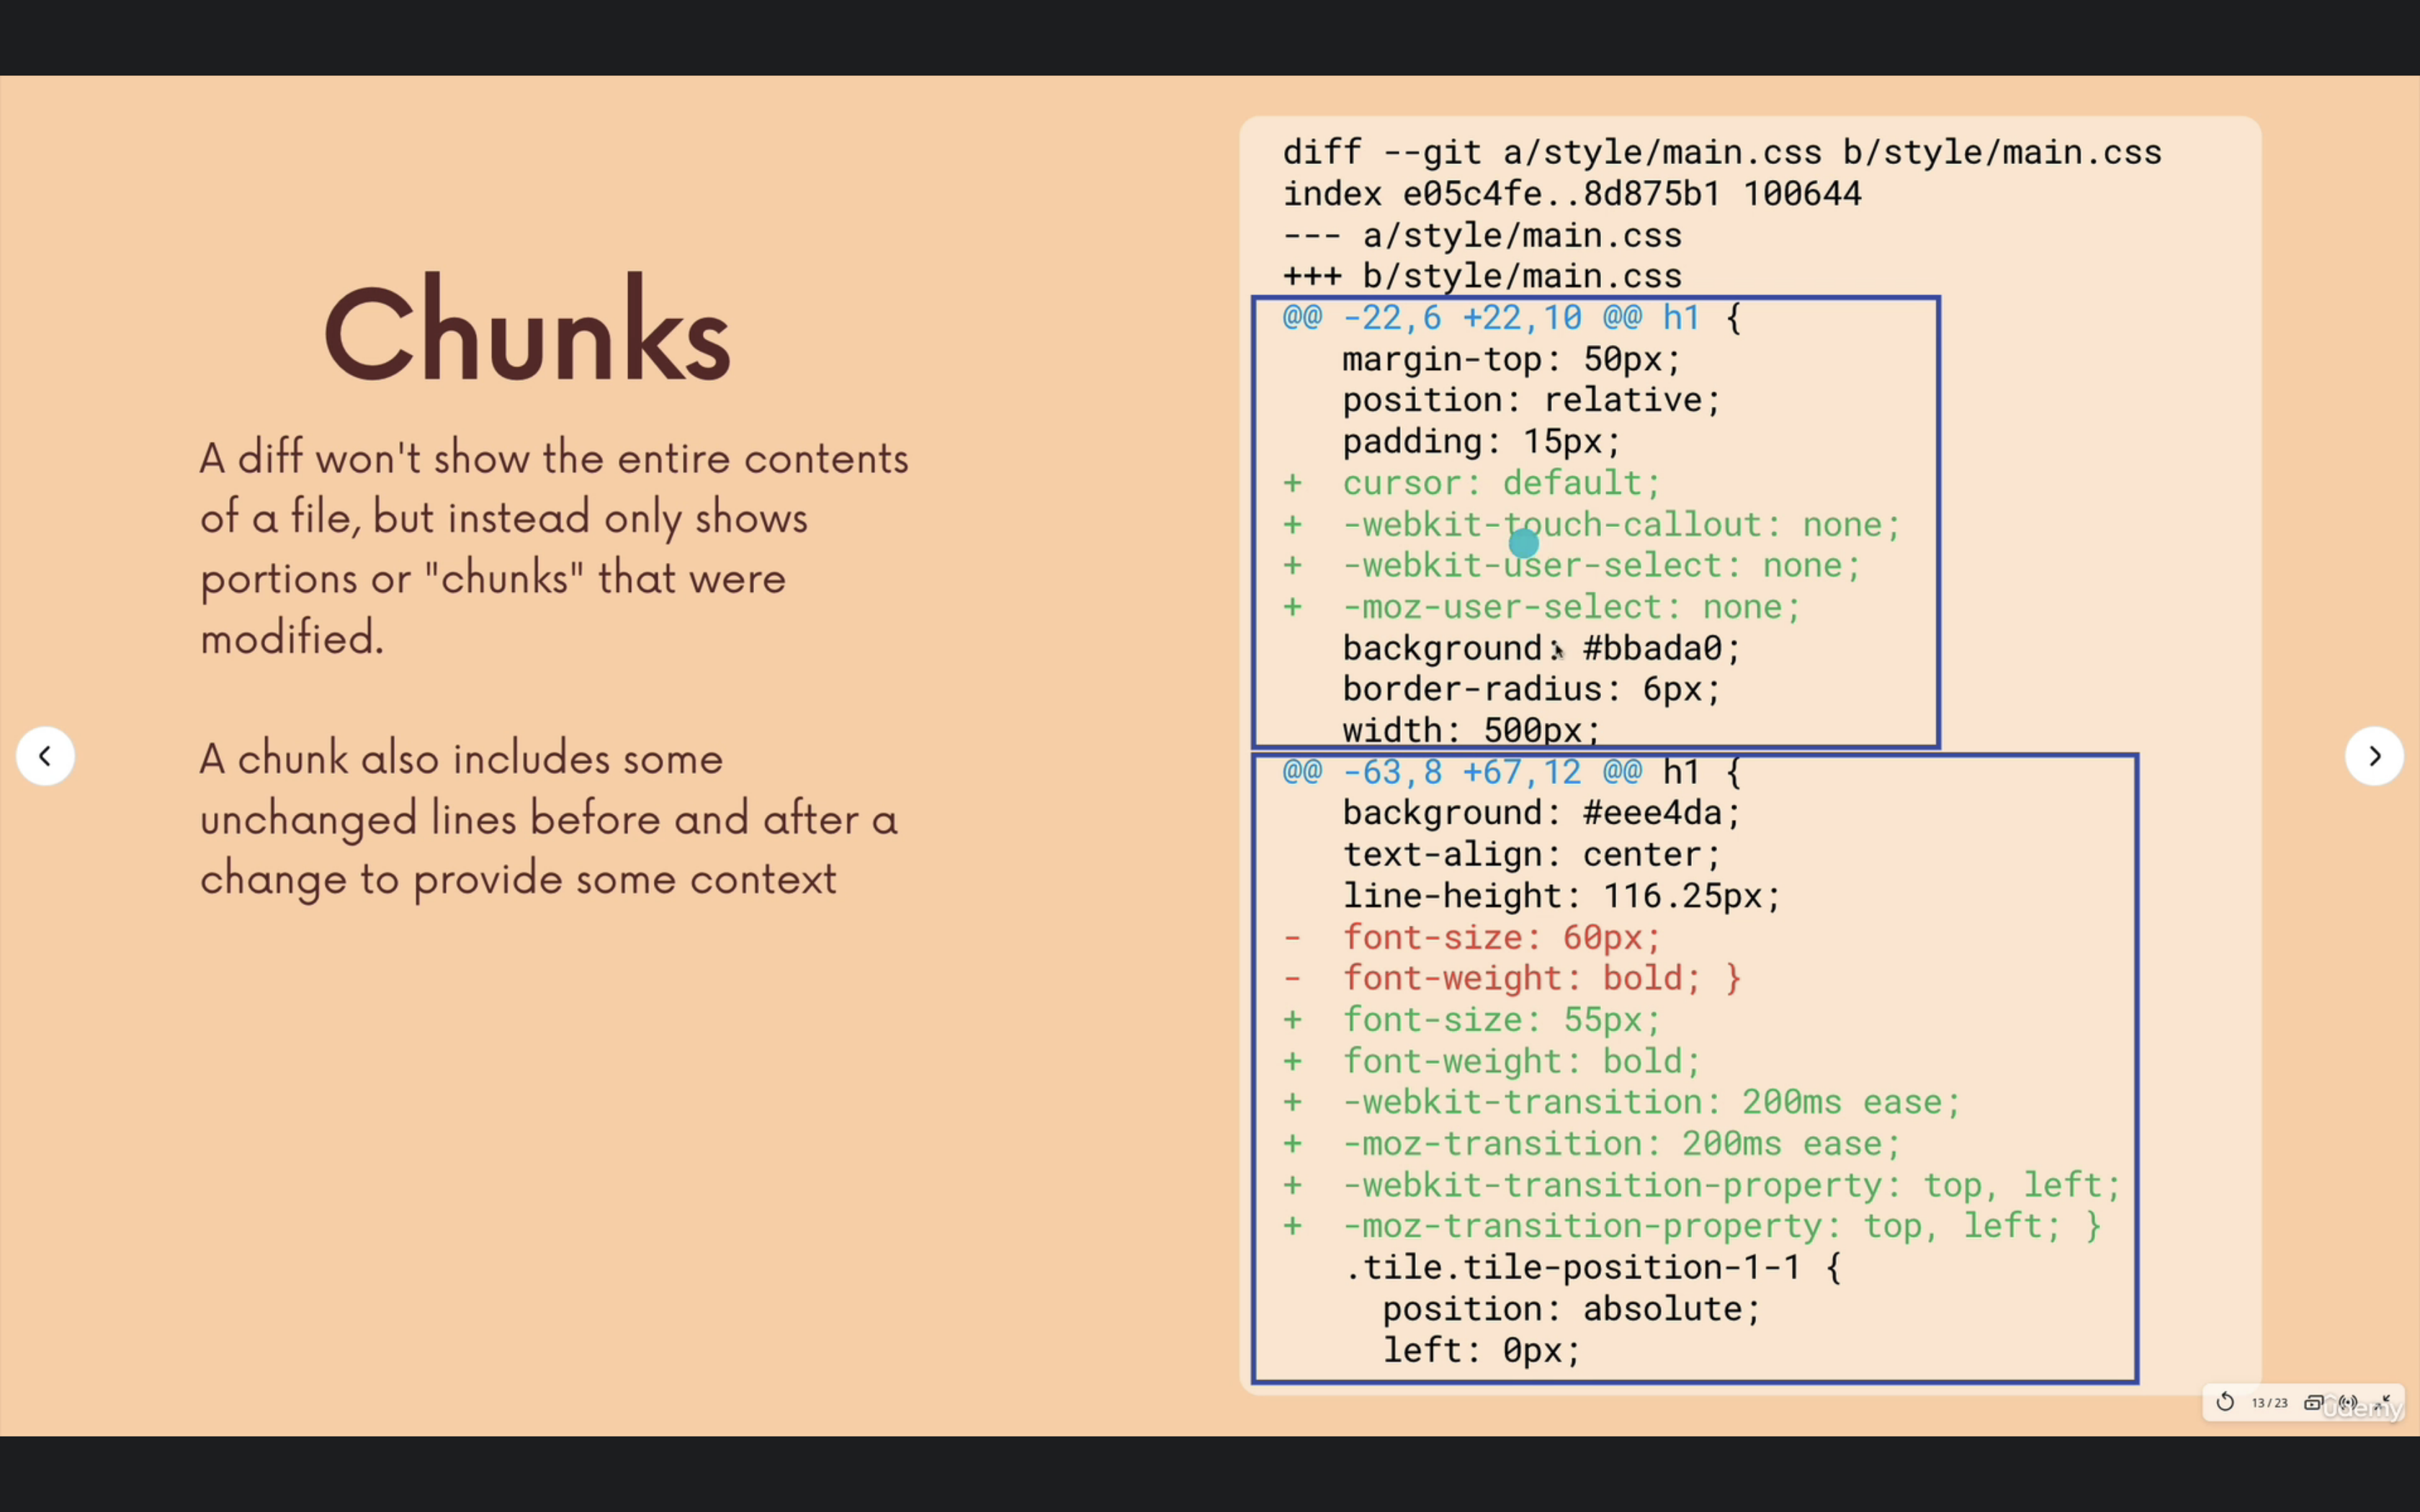 Chunks
A diff won't show the entire contents
of a file, but instead only shows
portions or "chunks" that were
modified.
A chunk also includes some
unchanged lines before and after a
change to provide some context
diff --git a/style/main.css b/style/main.css
index e05c4fe..8d875b1 100644
--- a/style/main.css
+++ b/style/main.css
@@ -22,6 +22,10 @@ h1 {
   margin-top: 50px;
   position: relative;
   padding: 15px;
+  cursor: default;
+  -webkit-touch-callout: none;
+  -webkit-user-select: none;
+  -moz-user-select: none;
   background: #bbada0;
   border-radius: 6px;
   width: 500px;
@@ -63,8 +67,12 @@ h1 {
   background: #eee4da;
   text-align: center;
   line-height: 116.25px;
-  font-size: 60px;
-  font-weight: bold; }
+  font-size: 55px;
+  font-weight: bold;
+  -webkit-transition: 200ms ease;
+  -moz-transition: 200ms ease;
+  -webkit-transition-property: top, left;
+  -moz-transition-property: top, left; }
   .tile.tile-position-1-1 {
     position: absolute;
     left: 0px;
13 / 23
ûdemy